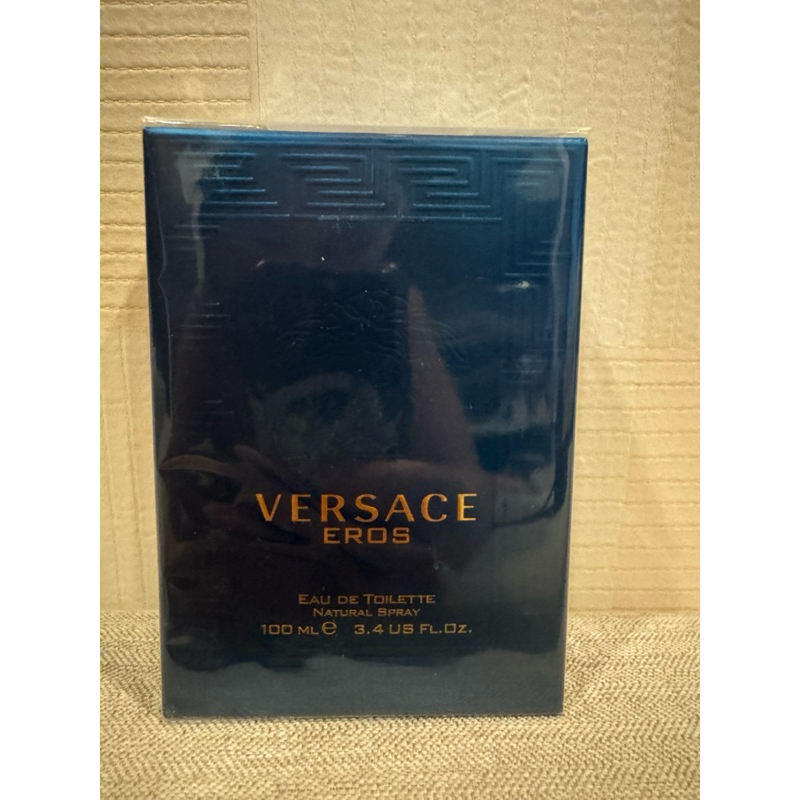 VERSACE
EROS
EAU DE TOILETTE
NATURAL SPRAY
100 ML ℮ 3.4 US FL.OZ.